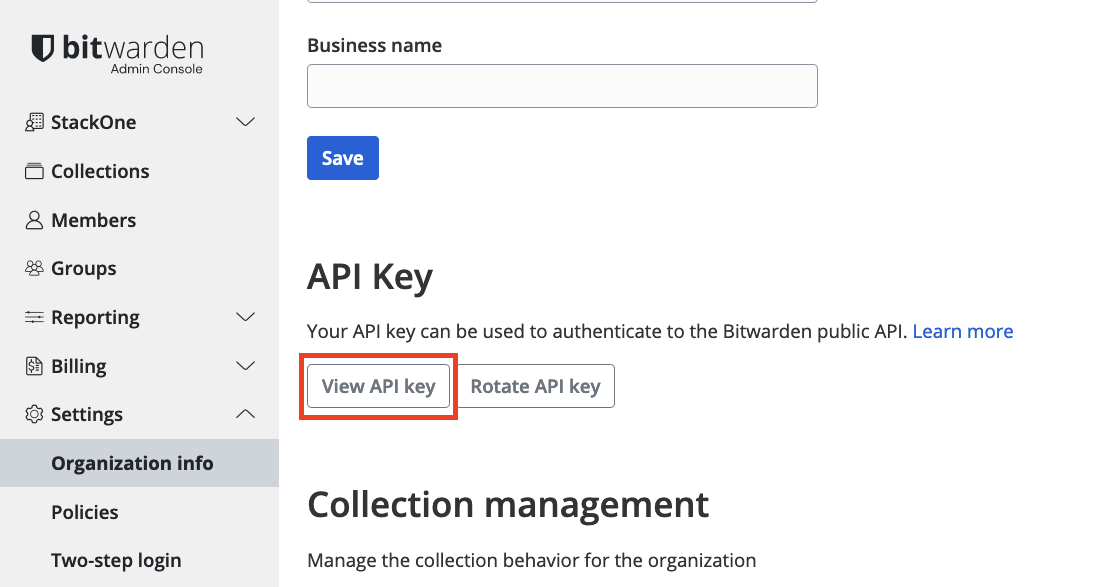 bitwarden
Admin Console
StackOne
Collections
Members
Groups
Reporting
Billing
Settings
Organization info
Policies
Two-step login
Business name
Save
API Key
Your API key can be used to authenticate to the Bitwarden public API. Learn more
View API key
Rotate API key
Collection management
Manage the collection behavior for the organization